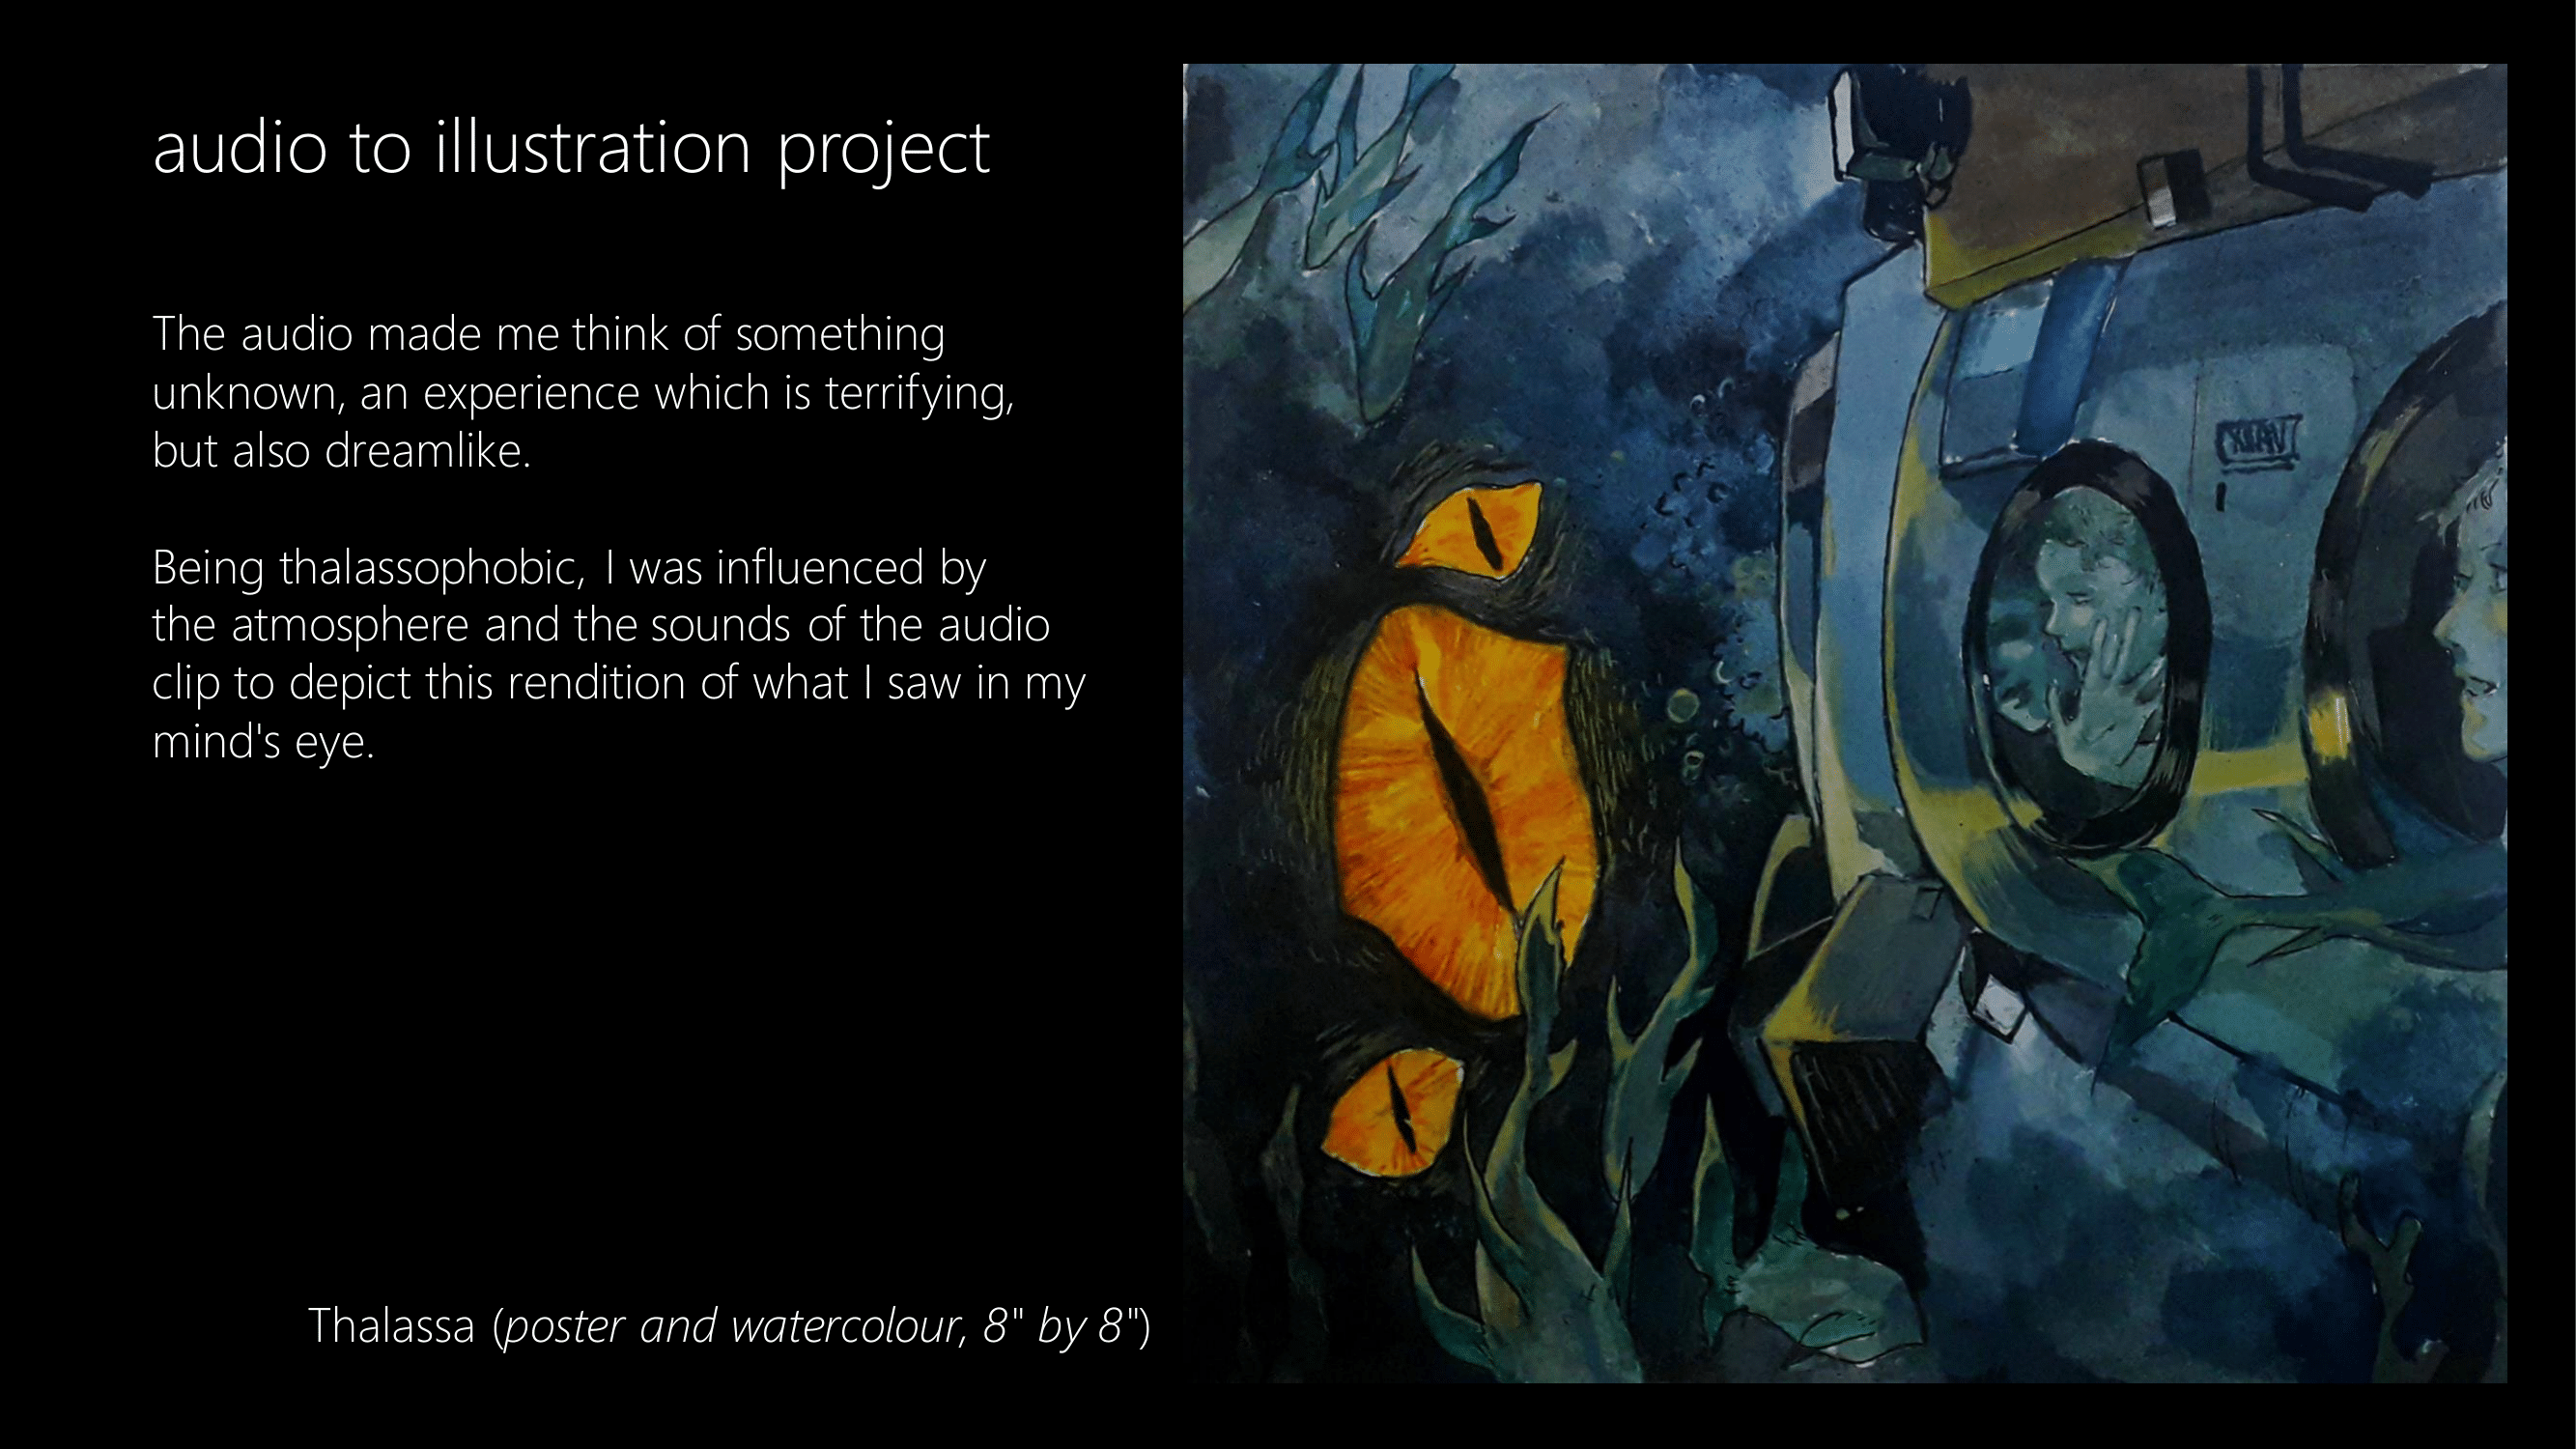 audio to illustration project
The audio made me think of something
unknown, an experience which is terrifying,
but also dreamlike.
Being thalassophobic, I was influenced by
the atmosphere and the sounds of the audio
clip to depict this rendition of what I saw in my
mind's eye.
Thalassa (poster and watercolour, 8" by 8")